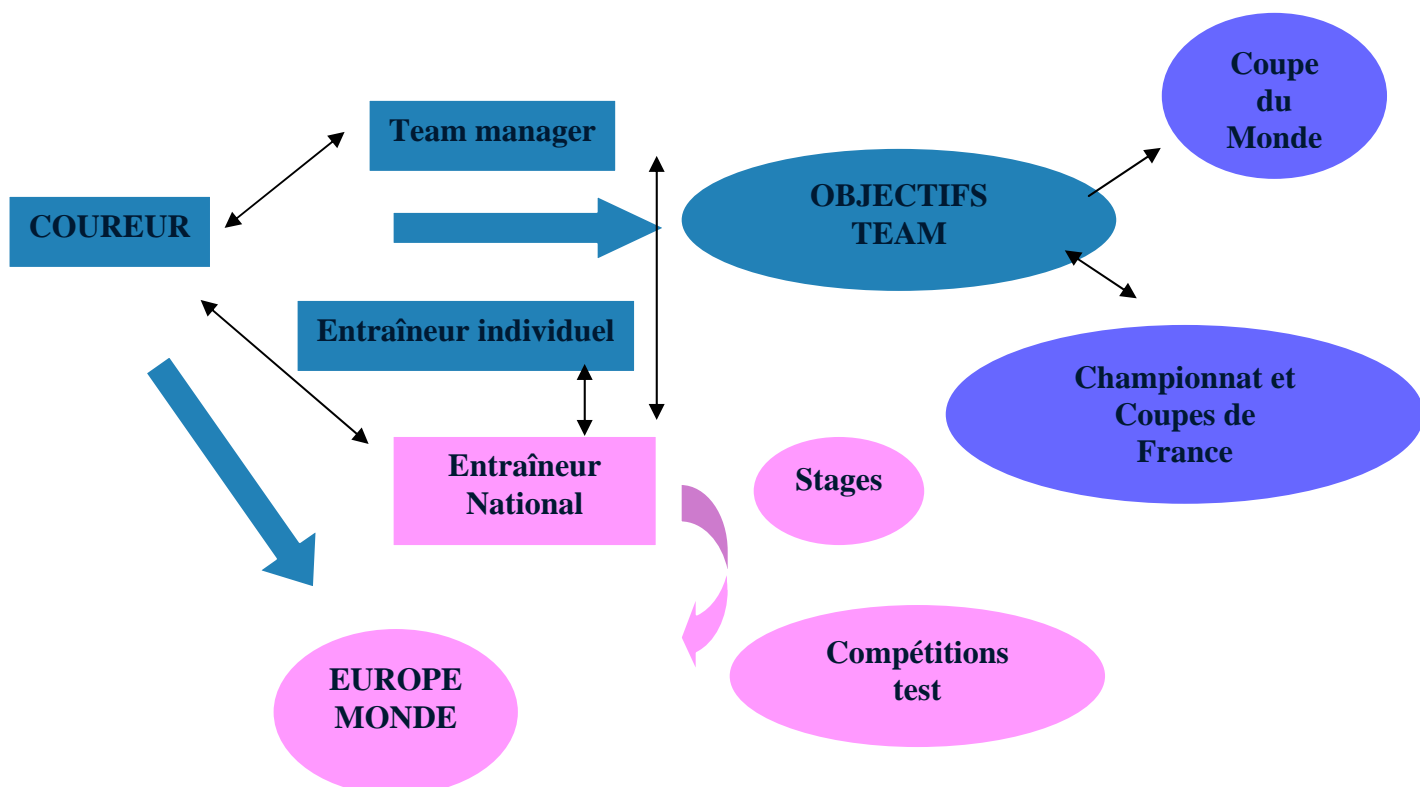 Coupe
du
Monde
Team manager
OBJECTIFS
TEAM
COUREUR
Entraîneur individuel
Championnat et
Coupes de
France
Entraîneur
National
Stages
Compétitions
test
EUROPE
MONDE